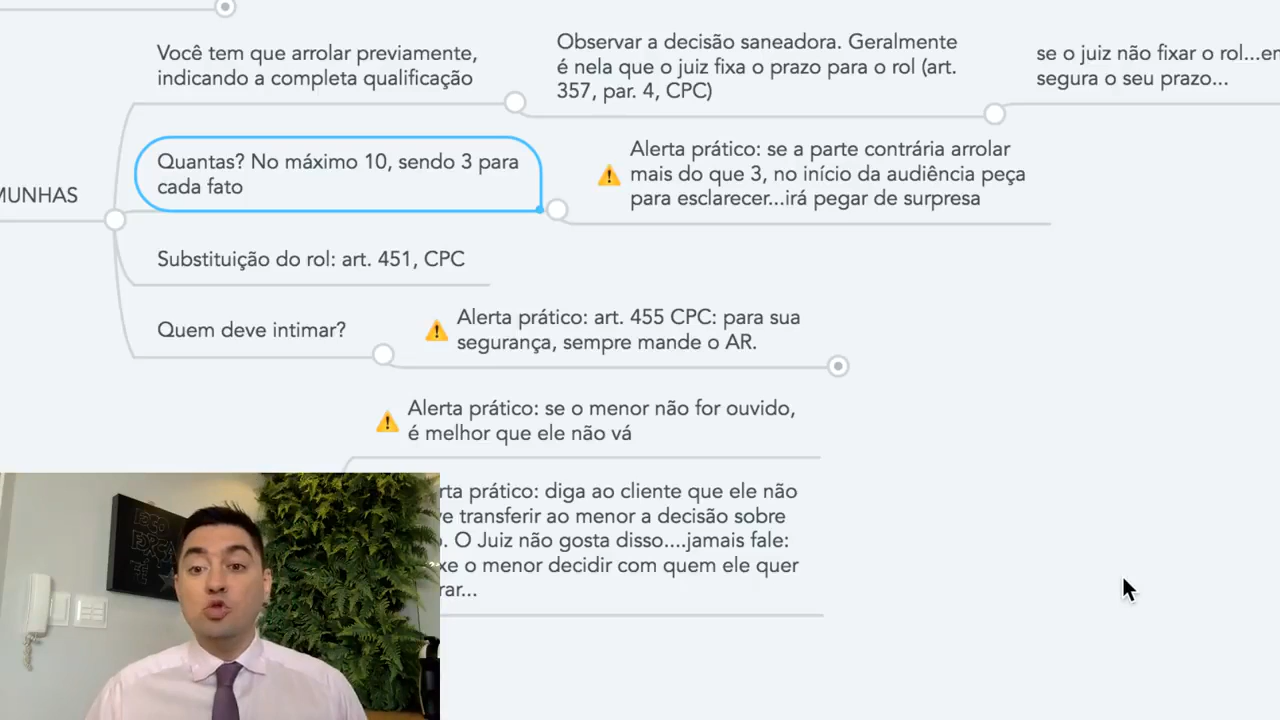 Você tem que arrolar previamente,
indicando a completa qualificação
Observar a decisão saneadora. Geralmente
é nela que o juiz fixa o prazo para o rol (art.
357, par. 4, CPC)
se o juiz não fixar o rol...em
segura o seu prazo...
Quantas? No máximo 10, sendo 3 para
cada fato
Alerta prático: se a parte contrária arrolar
mais do que 3, no início da audiência peça
para esclarecer...irá pegar de surpresa
MUNHAS
Substituição do rol: art. 451, CPC
Quem deve intimar?
Alerta prático: art. 455 CPC: para sua
segurança, sempre mande o AR.
Alerta prático: se o menor não for ouvido,
é melhor que ele não vá
rta prático: diga ao cliente que ele não
ve transferir ao menor a decisão sobre
. O Juiz não gosta disso....jamais fale:
xe o menor decidir com quem ele quer
rar...